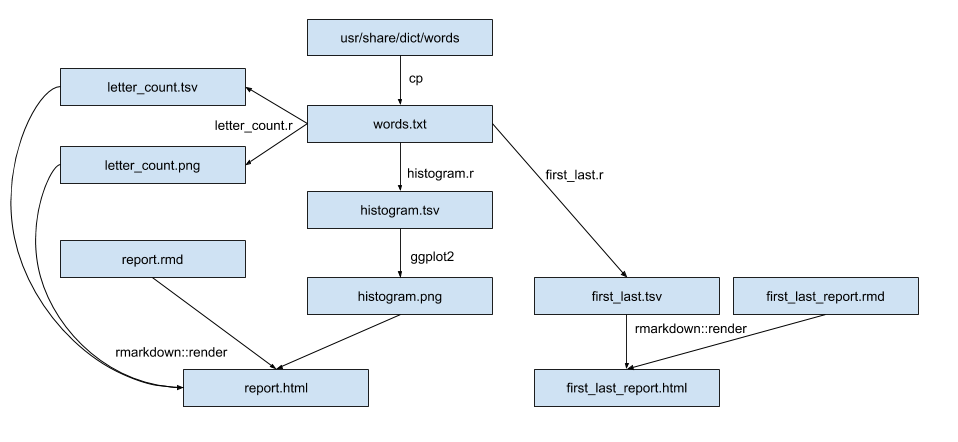 usr/share/dict/words
cp
letter_count.tsv
words.txt
letter_count.r
letter_count.png
histogram.r
first_last.r
histogram.tsv
report.rmd
ggplot2
histogram.png
first_last.tsv
first_last_report.rmd
rmarkdown::render
rmarkdown::render
report.html
first_last_report.html